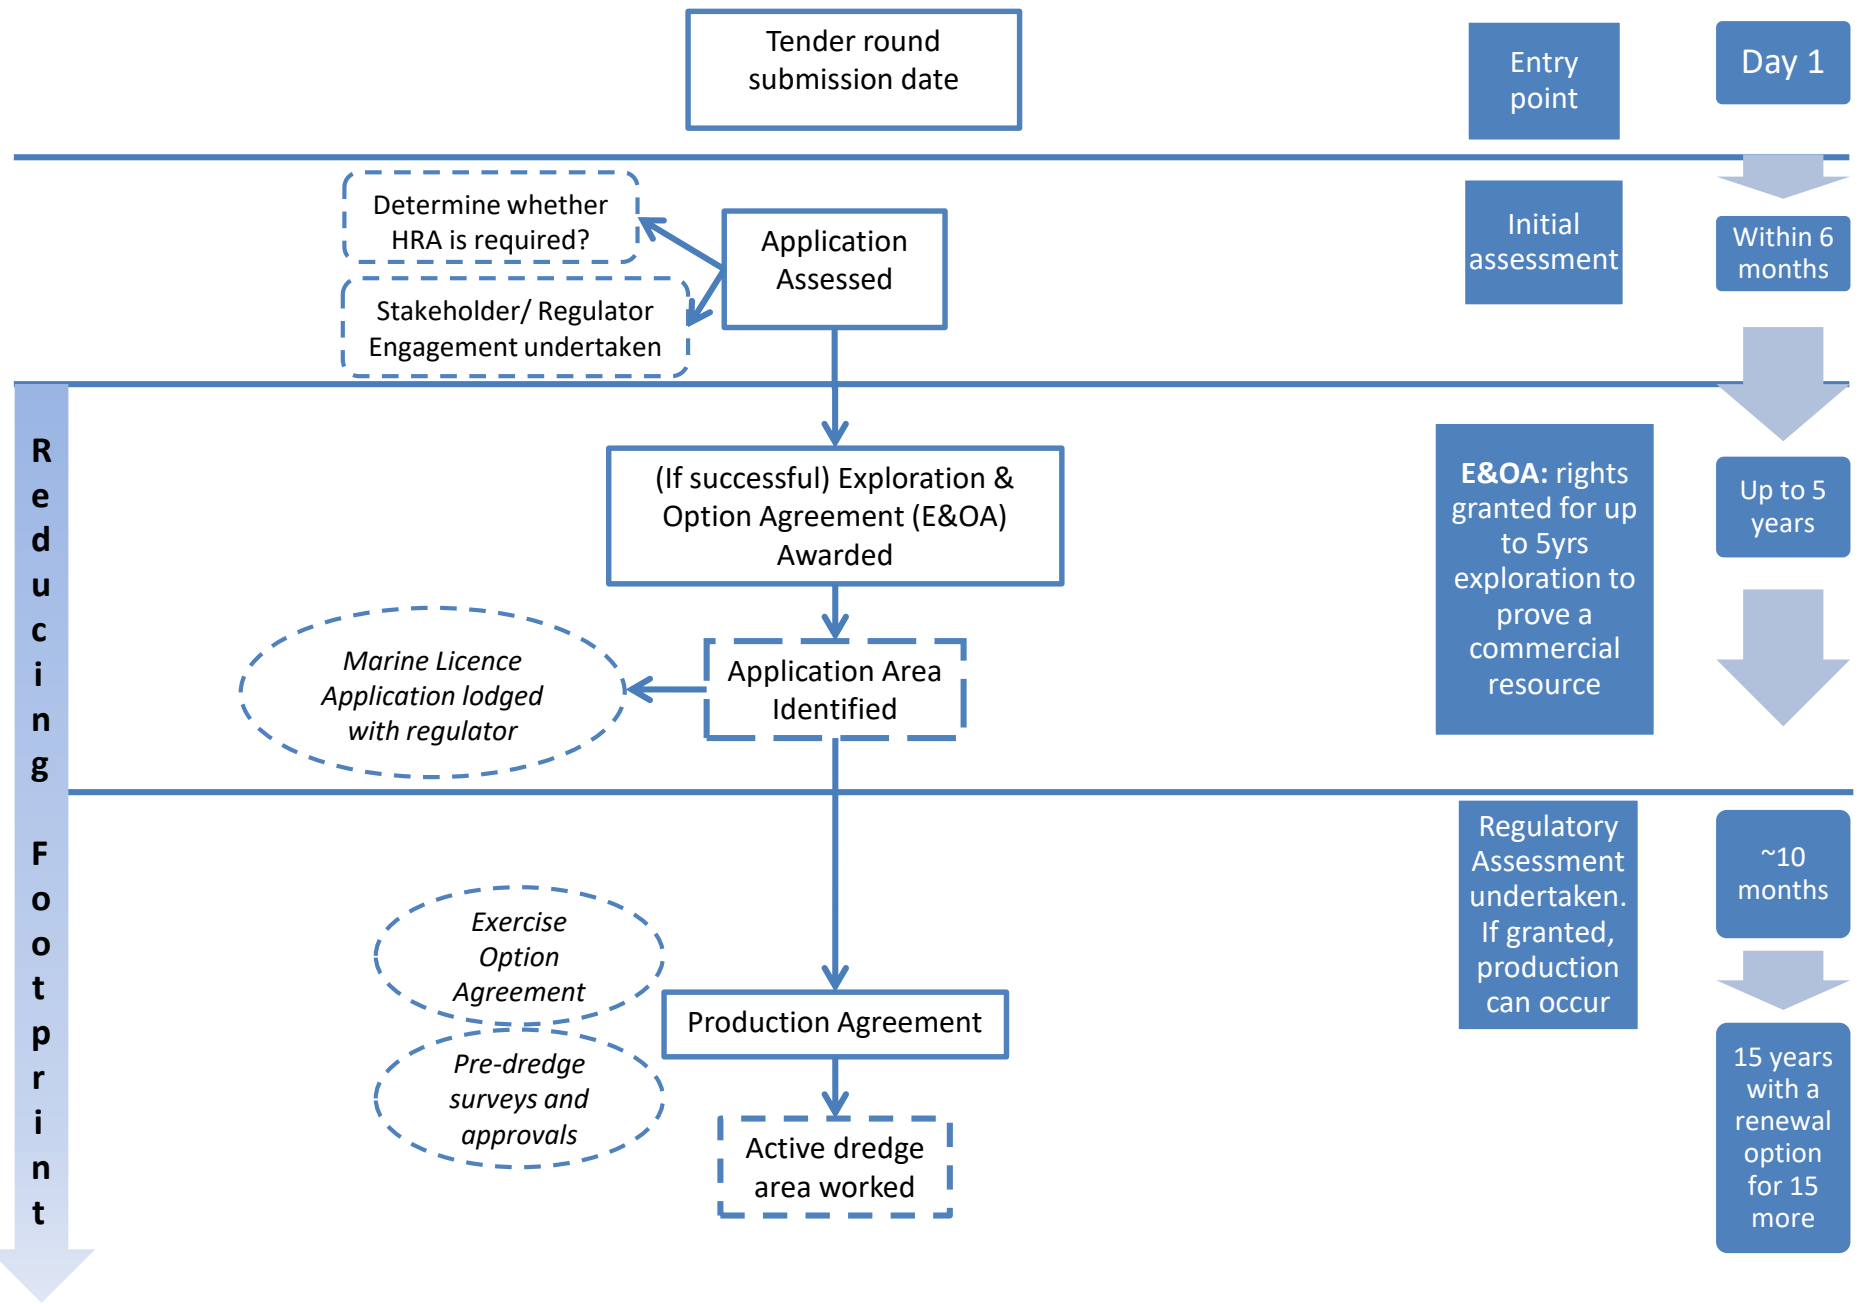 Tender round
submission date
Entry
point
Day 1
Determine whether
HRA is required?
Stakeholder/ Regulator
Engagement undertaken
Application
Assessed
Initial
assessment
Within 6
months
Reducing Footprint
(If successful) Exploration &
Option Agreement (E&OA)
Awarded
E&OA: rights
granted for up
to 5yrs
exploration to
prove a
commercial
resource
Up to 5
years
Marine Licence
Application lodged
with regulator
Application Area
Identified
Regulatory
Assessment
undertaken.
If granted,
production
can occur
~10
months
Exercise
Option
Agreement
Production Agreement
Pre-dredge
surveys and
approvals
Active dredge
area worked
15 years
with a
renewal
option
for 15
more